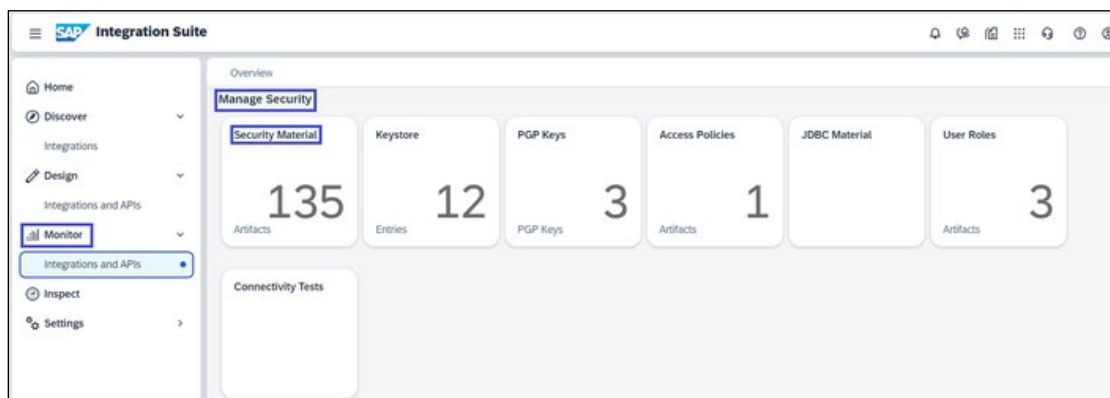 SAP Integration Suite
Home
Discover
Integrations
Design
Integrations and APIs
Monitor
Integrations and APIs
Inspect
Settings
Overview
Manage Security
Security Material
135
Artifacts
Keystore
12
Entries
PGP Keys
3
PGP Keys
Access Policies
1
Artifacts
JDBC Material
User Roles
3
Artifacts
Connectivity Tests